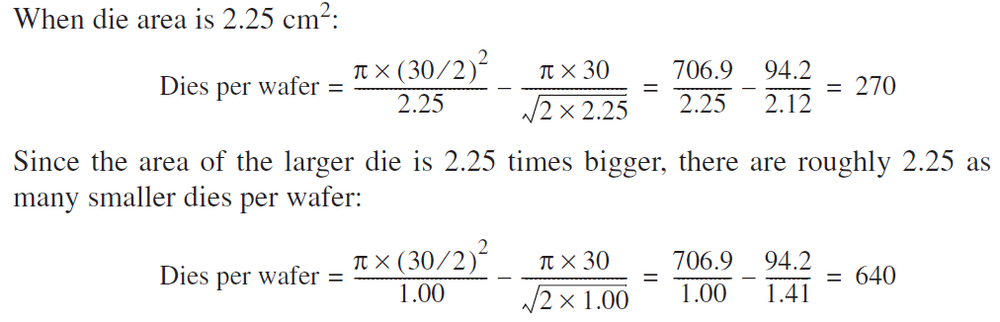 When die area is 2.25 cm²:
Dies per wafer = π × (30/2)² / 2.25 − π × 30 / √(2 × 2.25) = 706.9 / 2.25 − 94.2 / 2.12 = 270
Since the area of the larger die is 2.25 times bigger, there are roughly 2.25 as
many smaller dies per wafer:
Dies per wafer = π × (30/2)² / 1.00 − π × 30 / √(2 × 1.00) = 706.9 / 1.00 − 94.2 / 1.41 = 640